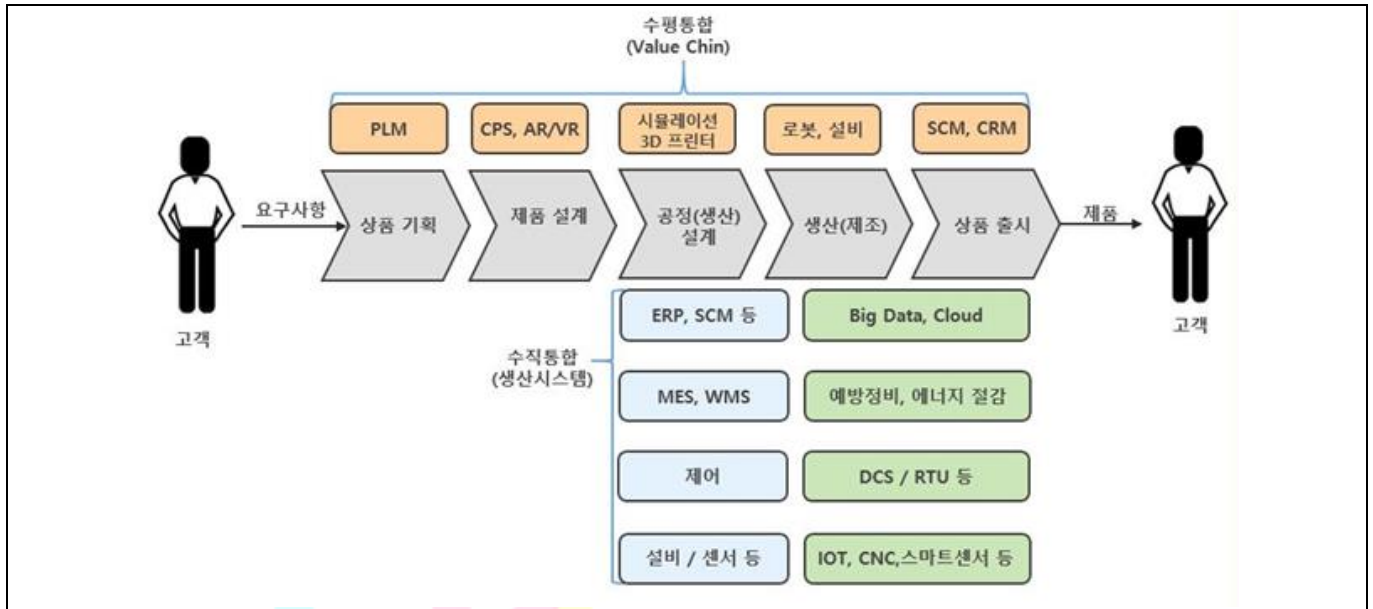 수평통합
(Value Chin)
PLM
CPS, AR/VR
시뮬레이션
3D 프린터
로봇, 설비
SCM, CRM
요구사항
상품 기획
제품 설계
공정(생산)
설계
생산(제조)
상품 출시
제품
고객
고객
수직통합
(생산시스템)
ERP, SCM 등
Big Data, Cloud
MES, WMS
예방정비, 에너지 절감
제어
DCS / RTU 등
설비 / 센서 등
IOT, CNC,스마트센서 등